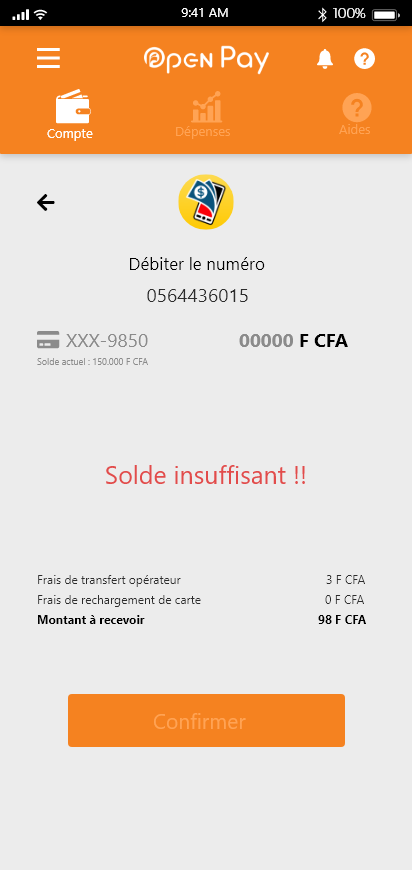 9:41 AM 100%
Open Pay
Compte Dépenses Aides
Débiter le numéro
0564436015
XXX-9850 00000 F CFA
Solde actuel : 150.000 F CFA
Solde insuffisant !!
Frais de transfert opérateur 3 F CFA
Frais de rechargement de carte 0 F CFA
Montant à recevoir 98 F CFA
Confirmer